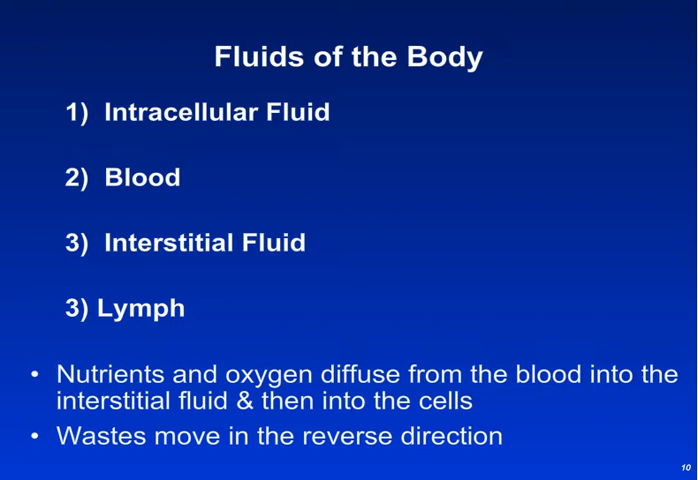 Fluids of the Body
1) Intracellular Fluid
2) Blood
3) Interstitial Fluid
3) Lymph
• Nutrients and oxygen diffuse from the blood into the
interstitial fluid & then into the cells
• Wastes move in the reverse direction
10